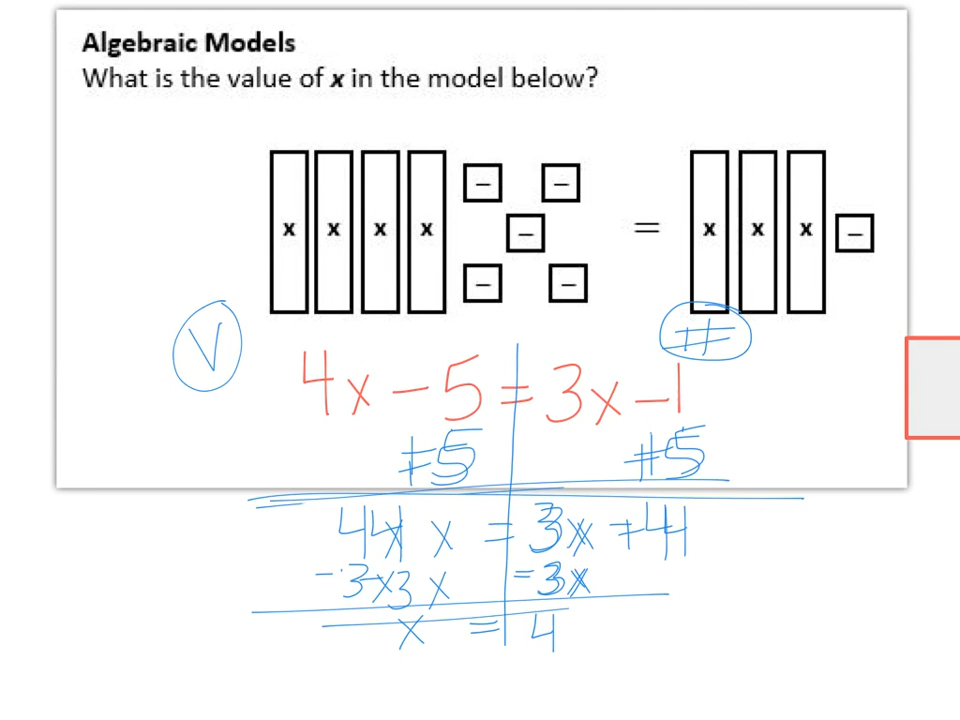 Algebraic Models
What is the value of x in the model below?
− −
x x x x − = x x x −
− −
V #
4x − 5 = 3x − 1
+5 +5
x = 3x + 4
− 3x − 3x
x = 4